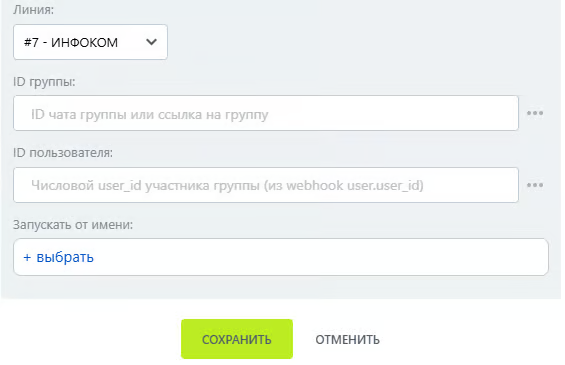 Линия:
#7 - ИНФОКОМ
ID группы:
ID чата группы или ссылка на группу
ID пользователя:
Числовой user_id участника группы (из webhook user.user_id)
Запускать от имени:
+ выбрать
СОХРАНИТЬ ОТМЕНИТЬ